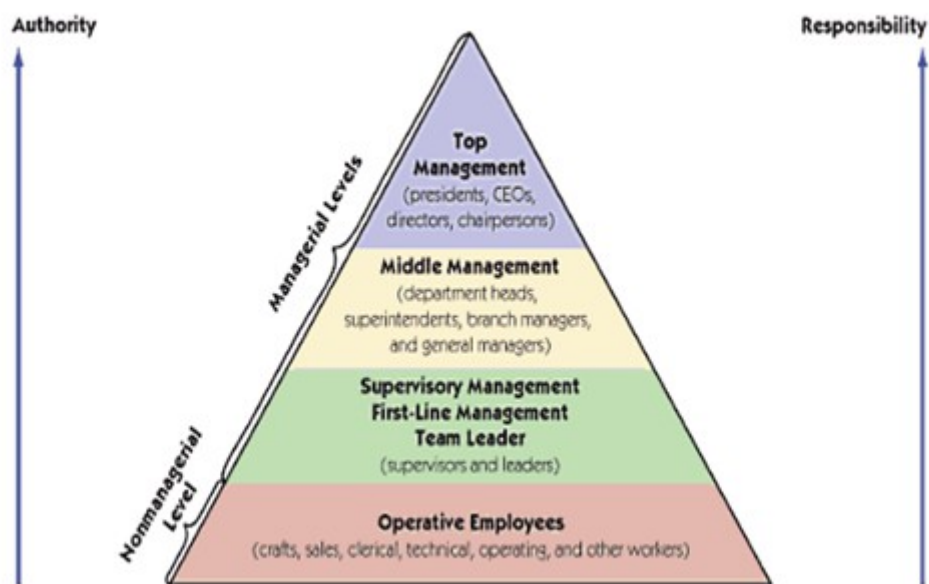 Authority
Responsibility
Managerial Levels
Top
Management
(presidents, CEOs,
directors, chairpersons)
Middle Management
(department heads,
superintendents, branch managers,
and general managers)
Supervisory Management
First-Line Management
Team Leader
(supervisors and leaders)
Nonmanagerial
Level
Operative Employees
(crafts, sales, clerical, technical, operating, and other workers)